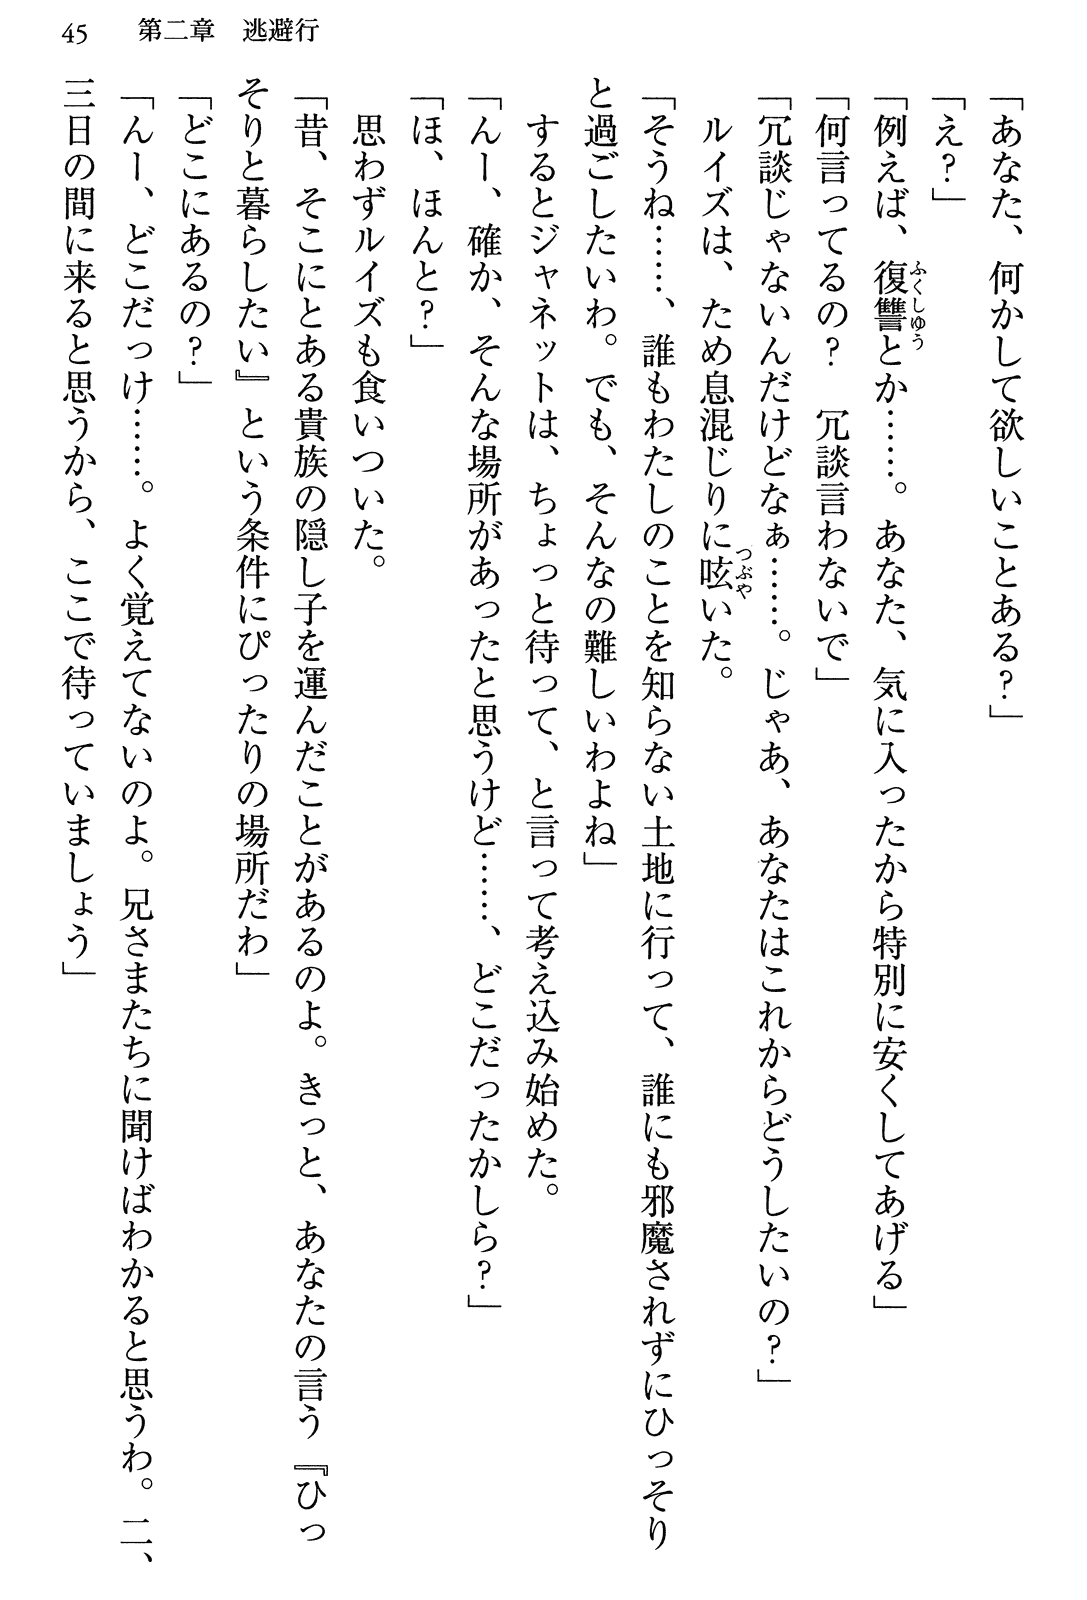 45　第二章　逃避行
「あなた、何かして欲しいことある?」
「え?」
「例えば、復讐とか……。あなた、気に入ったから特別に安くしてあげる」
「何言ってるの?　冗談言わないで」
「冗談じゃないんだけどなぁ……。じゃあ、あなたはこれからどうしたいの?」
　ルイズは、ため息混じりに呟いた。
「そうね……、誰もわたしのことを知らない土地に行って、誰にも邪魔されずにひっそり
と過ごしたいわ。でも、そんなの難しいわよね」
　するとジャネットは、ちょっと待って、と言って考え込み始めた。
「んー、確か、そんな場所があったと思うけど……、どこだったかしら?」
「ほ、ほんと?」
　思わずルイズも食いついた。
「昔、そこにとある貴族の隠し子を運んだことがあるのよ。きっと、あなたの言う『ひっ
そりと暮らしたい』という条件にぴったりの場所だわ」
「どこにあるの?」
「んー、どこだっけ……。よく覚えてないのよ。兄さまたちに聞けばわかると思うわ。二、
三日の間に来ると思うから、ここで待っていましょう」